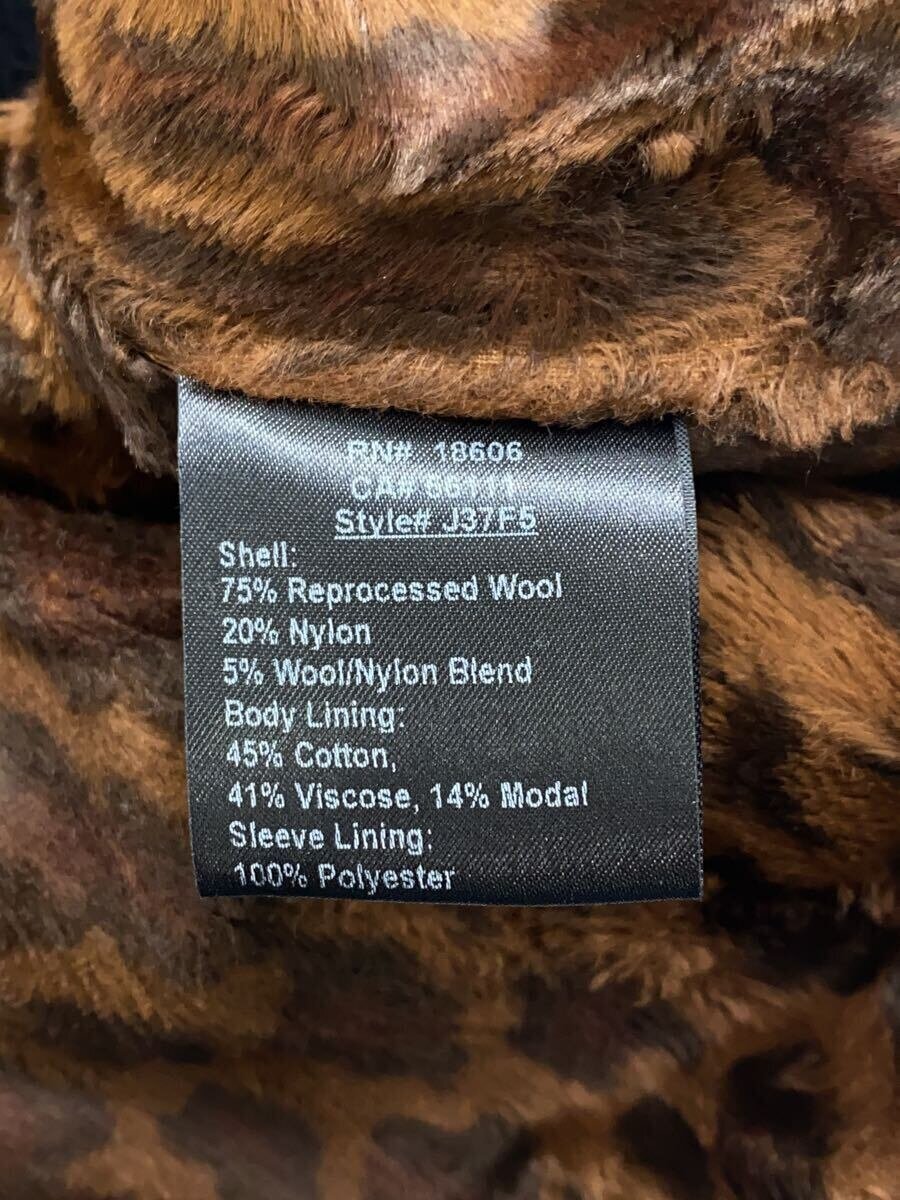 RN# 18606
CA#
Style# J37F5
Shell:
75% Reprocessed Wool
20% Nylon
5% Wool/Nylon Blend
Body Lining:
45% Cotton,
41% Viscose, 14% Modal
Sleeve Lining:
100% Polyester